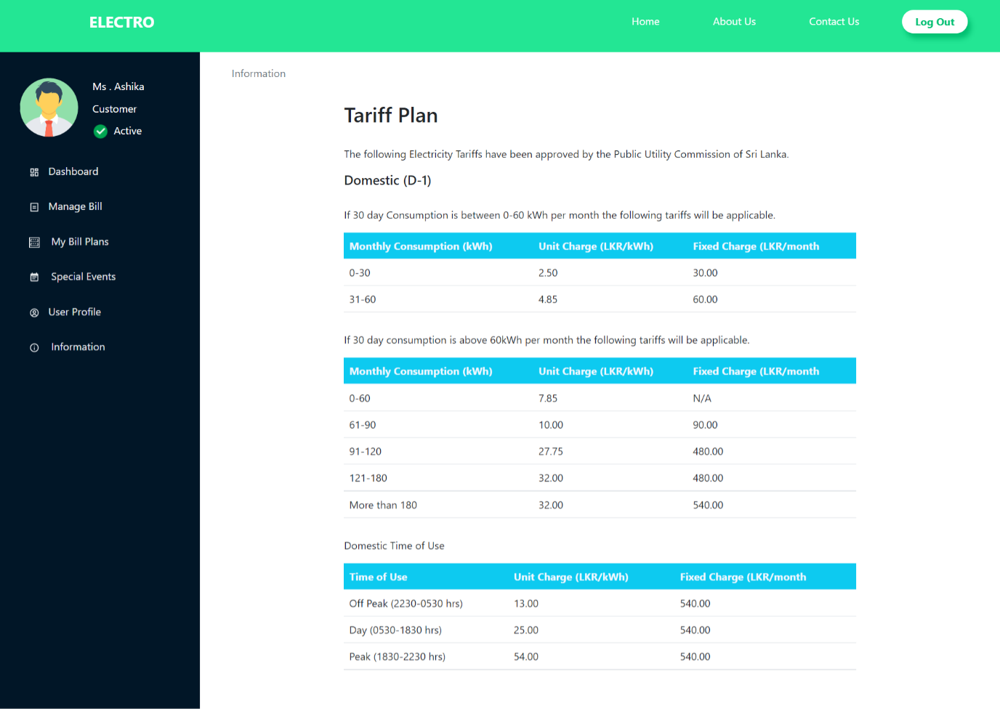 ELECTRO
Home About Us Contact Us Log Out
Ms . Ashika
Customer
Active
Dashboard
Manage Bill
My Bill Plans
Special Events
User Profile
Information
Information
Tariff Plan
The following Electricity Tariffs have been approved by the Public Utility Commission of Sri Lanka.
Domestic (D-1)
If 30 day Consumption is between 0-60 kWh per month the following tariffs will be applicable.
Monthly Consumption (kWh) Unit Charge (LKR/kWh) Fixed Charge (LKR/month
0-30 2.50 30.00
31-60 4.85 60.00
If 30 day consumption is above 60kWh per month the following tariffs will be applicable.
Monthly Consumption (kWh) Unit Charge (LKR/kWh) Fixed Charge (LKR/month
0-60 7.85 N/A
61-90 10.00 90.00
91-120 27.75 480.00
121-180 32.00 480.00
More than 180 32.00 540.00
Domestic Time of Use
Time of Use Unit Charge (LKR/kWh) Fixed Charge (LKR/month
Off Peak (2230-0530 hrs) 13.00 540.00
Day (0530-1830 hrs) 25.00 540.00
Peak (1830-2230 hrs) 54.00 540.00